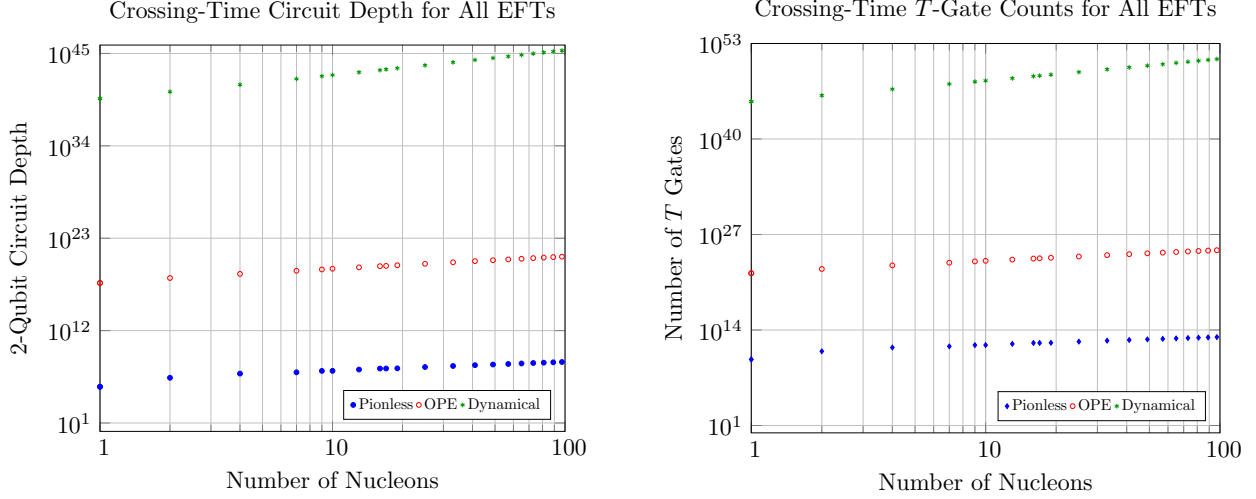 Crossing-Time Circuit Depth for All EFTs
10^45
10^34
10^23
10^12
10^1
2-Qubit Circuit Depth
Pionless OPE Dynamical
1 10 100
Number of Nucleons
Crossing-Time T-Gate Counts for All EFTs
10^53
10^40
10^27
10^14
10^1
Number of T Gates
Pionless OPE Dynamical
1 10 100
Number of Nucleons